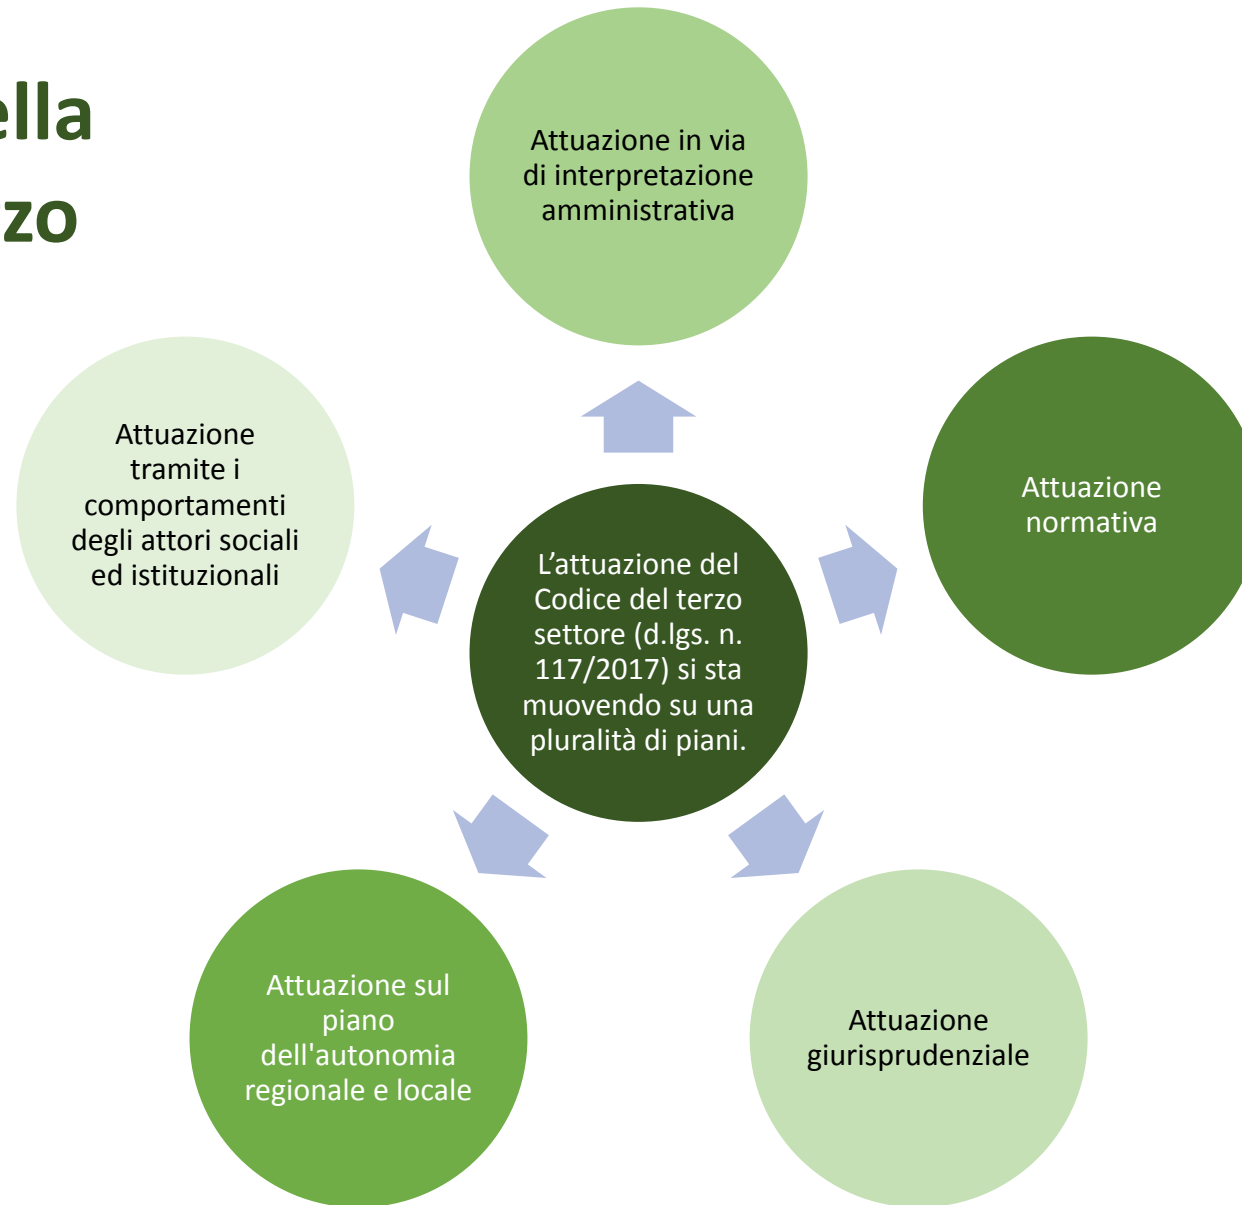 ella
zo
Attuazione in via
di interpretazione
amministrativa
Attuazione
normativa
Attuazione
giurisprudenziale
Attuazione sul
piano
dell'autonomia
regionale e locale
Attuazione
tramite i
comportamenti
degli attori sociali
ed istituzionali
L’attuazione del
Codice del terzo
settore (d.lgs. n.
117/2017) si sta
muovendo su una
pluralità di piani.